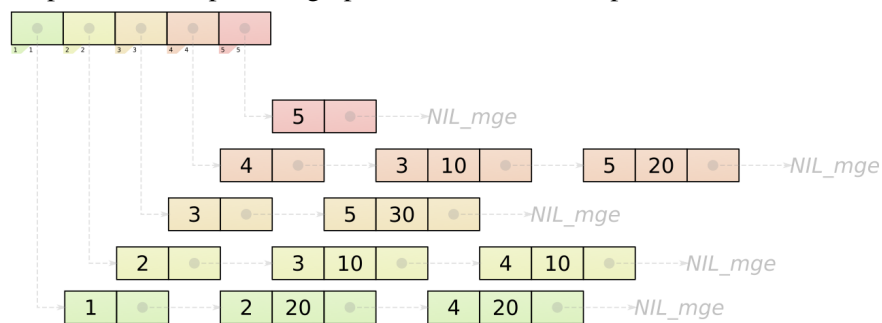 1 1 2 2 3 3 4 4 5 5
5 NIL_mge
4 3 10 5 20 NIL_mge
3 5 30 NIL_mge
2 3 10 4 10 NIL_mge
1 2 20 4 20 NIL_mge